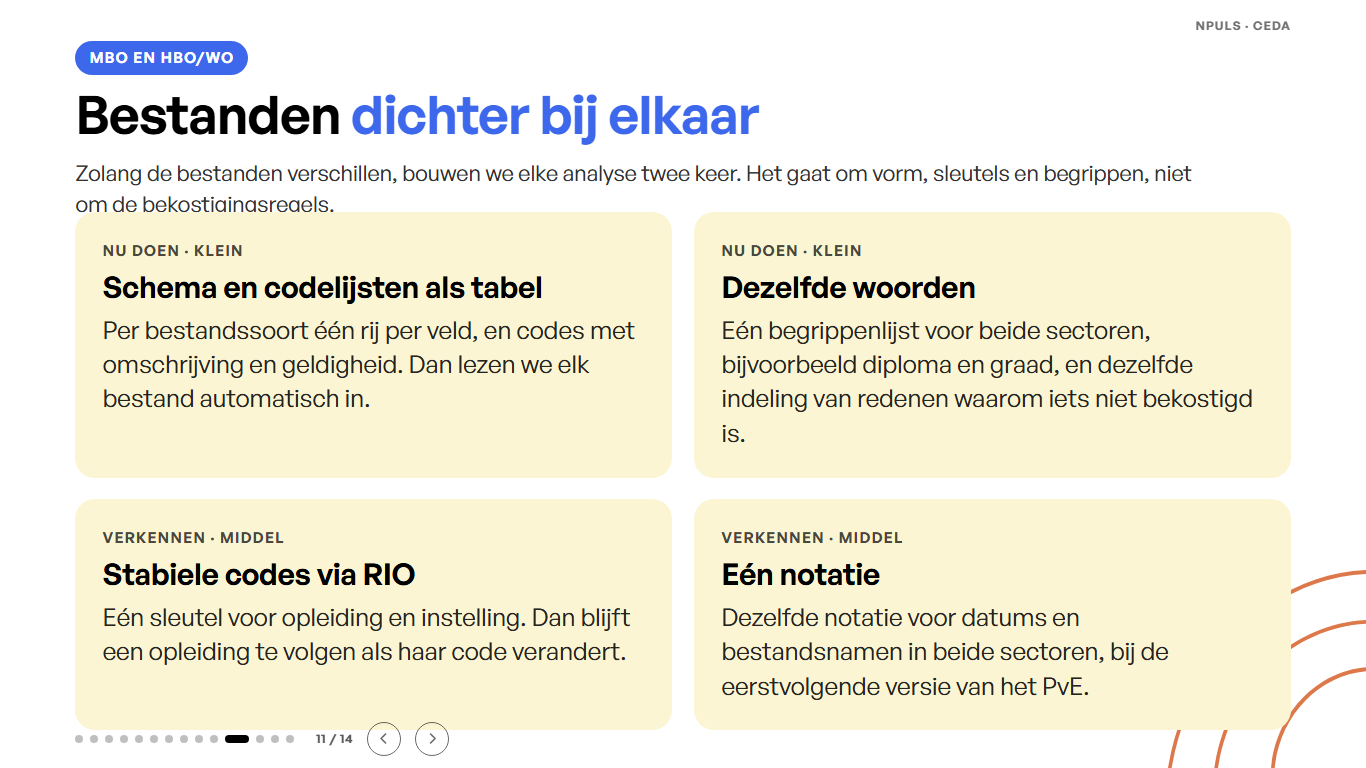 NPULS · CEDA
MBO EN HBO/WO
Bestanden dichter bij elkaar
Zolang de bestanden verschillen, bouwen we elke analyse twee keer. Het gaat om vorm, sleutels en begrippen, niet
om de bekostigingsregels.
NU DOEN · KLEIN
Schema en codelijsten als tabel
Per bestandssoort één rij per veld, en codes met
omschrijving en geldigheid. Dan lezen we elk
bestand automatisch in.
NU DOEN · KLEIN
Dezelfde woorden
Eén begrippenlijst voor beide sectoren,
bijvoorbeeld diploma en graad, en dezelfde
indeling van redenen waarom iets niet bekostigd
is.
VERKENNEN · MIDDEL
Stabiele codes via RIO
Eén sleutel voor opleiding en instelling. Dan blijft
een opleiding te volgen als haar code verandert.
VERKENNEN · MIDDEL
Eén notatie
Dezelfde notatie voor datums en
bestandsnamen in beide sectoren, bij de
eerstvolgende versie van het PvE.
11 / 14